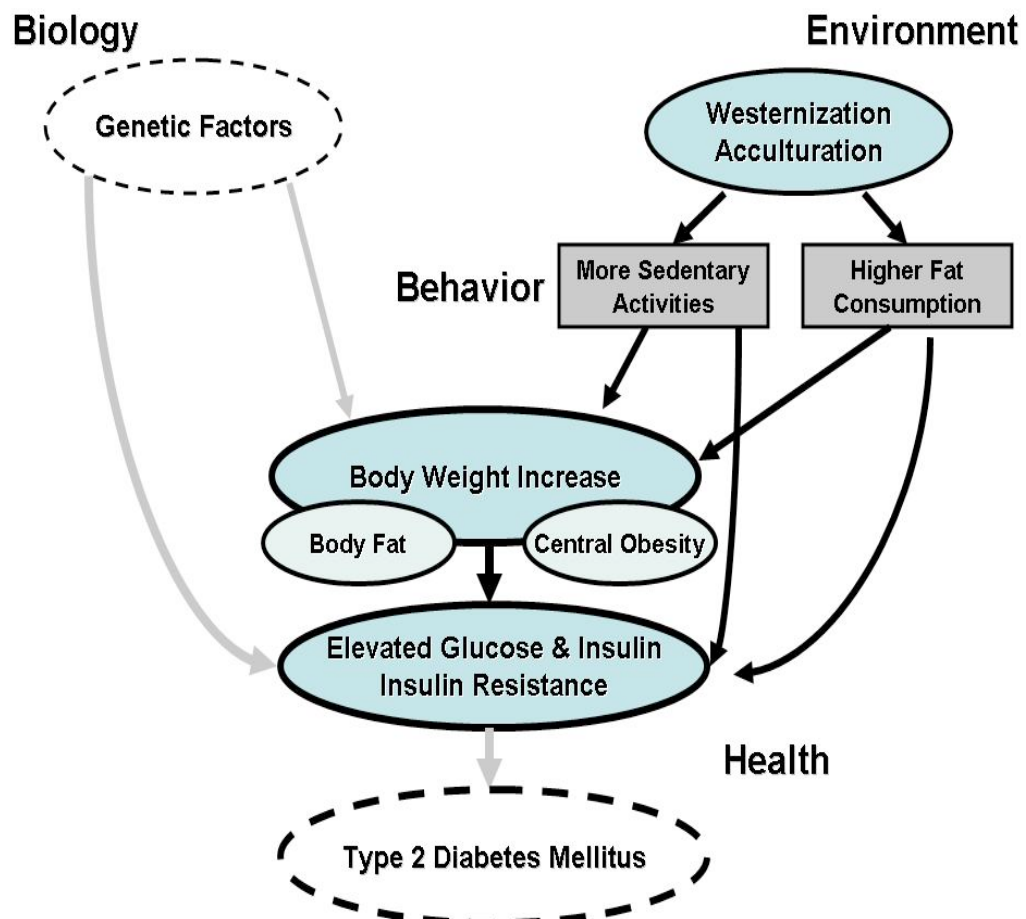 Biology
Environment
Genetic Factors
Westernization
Acculturation
Behavior
More Sedentary
Activities
Higher Fat
Consumption
Body Weight Increase
Body Fat
Central Obesity
Elevated Glucose & Insulin
Insulin Resistance
Health
Type 2 Diabetes Mellitus